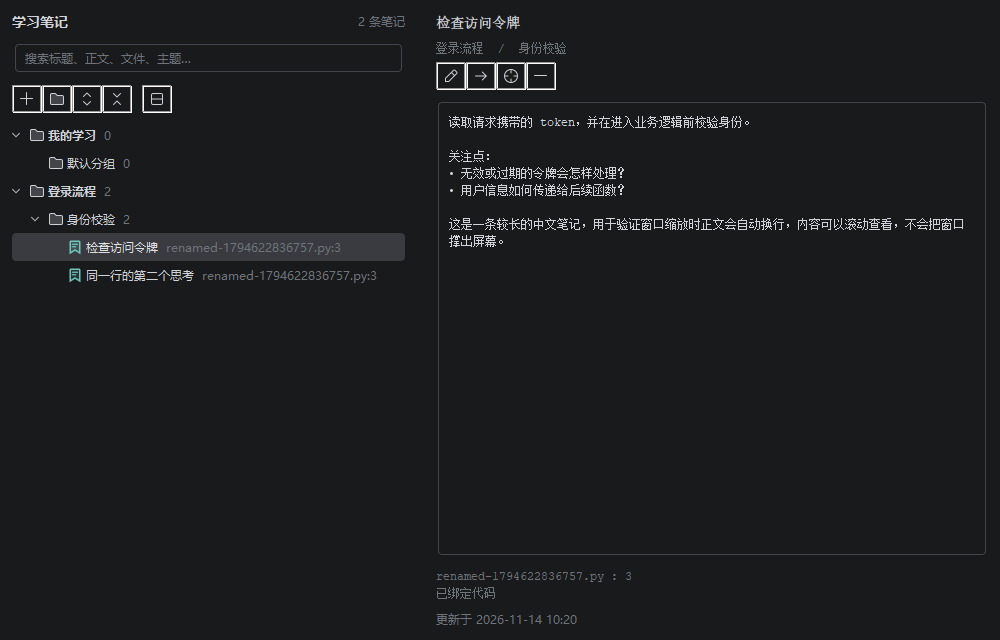 学习笔记
2 条笔记
搜索标题、正文、文件、主题...
我的学习 0
默认分组 0
登录流程 2
身份校验 2
检查访问令牌 renamed-1794622836757.py:3
同一行的第二个思考 renamed-1794622836757.py:3
检查访问令牌
登录流程 / 身份校验
读取请求携带的 token，并在进入业务逻辑前校验身份。
关注点：
• 无效或过期的令牌会怎样处理？
• 用户信息如何传递给后续函数？
这是一条较长的中文笔记，用于验证窗口缩放时正文会自动换行，内容可以滚动查看，不会把窗口
撑出屏幕。
renamed-1794622836757.py : 3
已绑定代码
更新于 2026-11-14 10:20